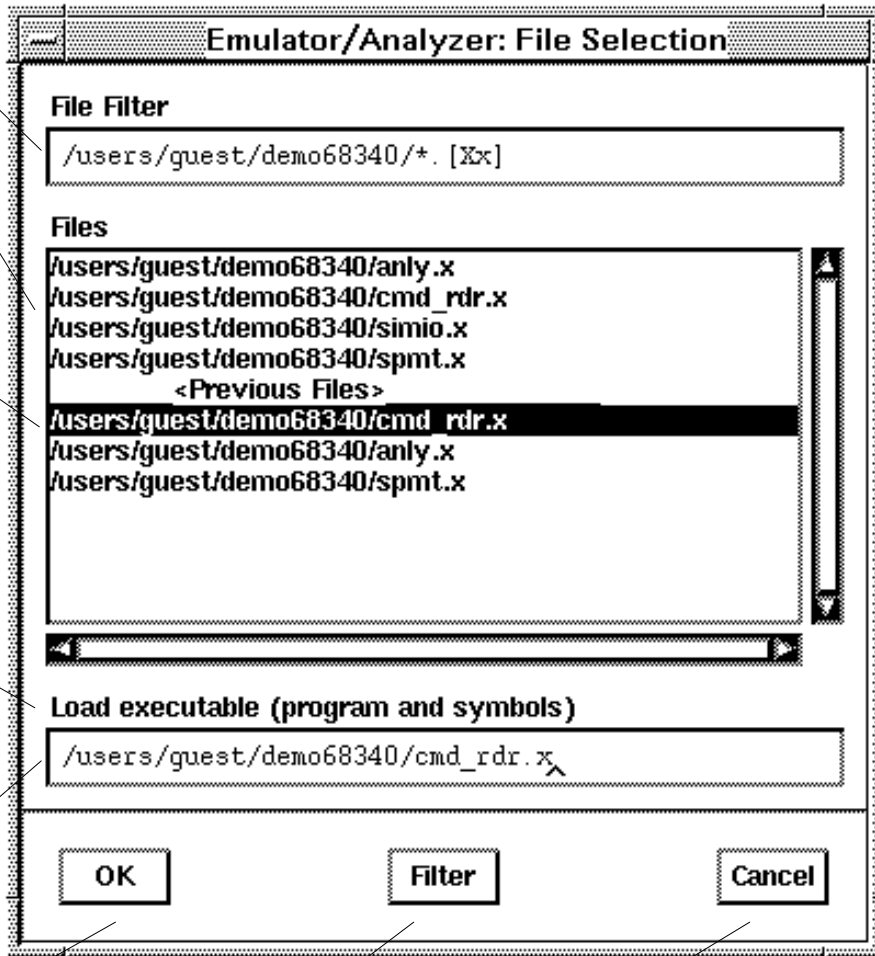 Emulator/Analyzer: File Selection
File Filter
/users/guest/demo68340/*.[Xx]
Files
/users/guest/demo68340/anly.x
/users/guest/demo68340/cmd_rdr.x
/users/guest/demo68340/simio.x
/users/guest/demo68340/spmt.x
__________<Previous Files>__________________
/users/guest/demo68340/cmd_rdr.x
/users/guest/demo68340/anly.x
/users/guest/demo68340/spmt.x
Load executable (program and symbols)
/users/guest/demo68340/cmd_rdr.x
OK
Filter
Cancel